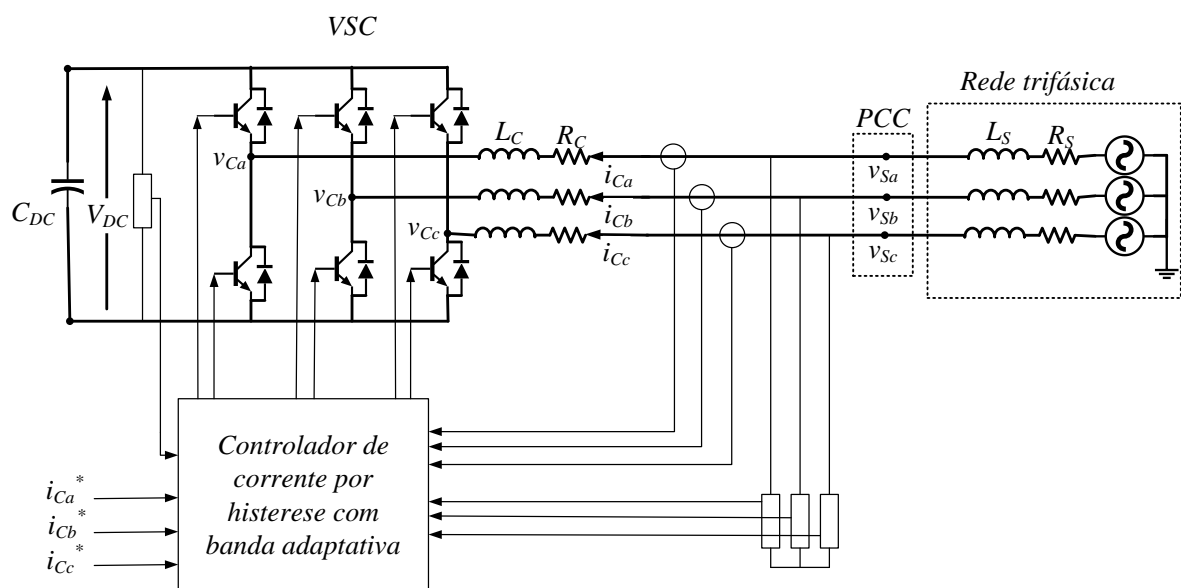 VSC
Rede trifásica
PCC
L_C
R_C
L_S
R_S
v_Ca
i_Ca
v_Sa
C_DC
V_DC
v_Cb
i_Cb
v_Sb
v_Cc
i_Cc
v_Sc
Controlador de
corrente por
histerese com
banda adaptativa
i_Ca*
i_Cb*
i_Cc*